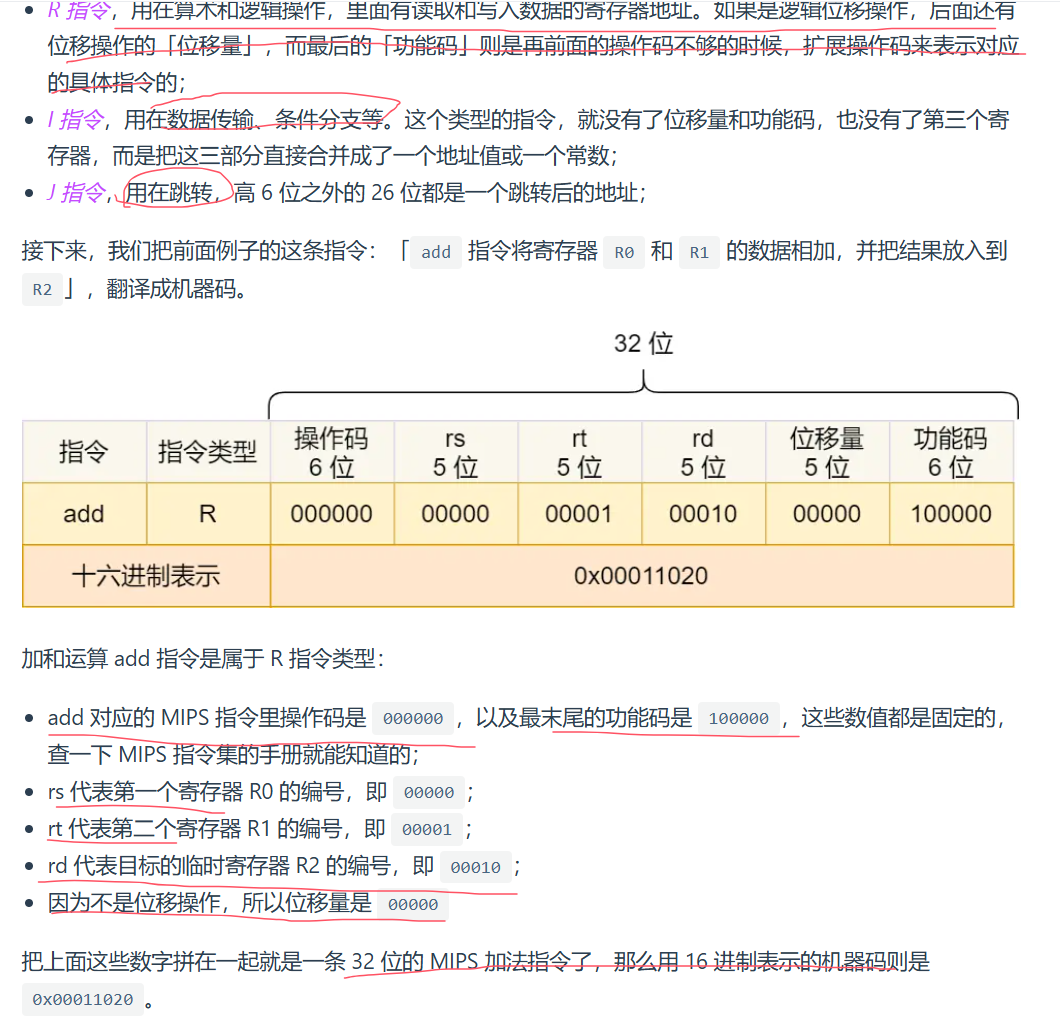 R 指令，用在算术和逻辑操作，里面有读取和写入数据的寄存器地址。如果是逻辑位移操作，后面还有
位移操作的「位移量」，而最后的「功能码」则是再前面的操作码不够的时候，扩展操作码来表示对应
的具体指令的；
I 指令，用在数据传输、条件分支等。这个类型的指令，就没有了位移量和功能码，也没有了第三个寄
存器，而是把这三部分直接合并成了一个地址值或一个常数；
J 指令，用在跳转，高 6 位之外的 26 位都是一个跳转后的地址；
接下来，我们把前面例子的这条指令：「add 指令将寄存器 R0 和 R1 的数据相加，并把结果放入到
R2」，翻译成机器码。
32 位
指令 指令类型 操作码 6 位 rs 5 位 rt 5 位 rd 5 位 位移量 5 位 功能码 6 位
add R 000000 00000 00001 00010 00000 100000
十六进制表示 0x00011020
加和运算 add 指令是属于 R 指令类型：
add 对应的 MIPS 指令里操作码是 000000，以及最末尾的功能码是 100000，这些数值都是固定的，
查一下 MIPS 指令集的手册就能知道的；
rs 代表第一个寄存器 R0 的编号，即 00000；
rt 代表第二个寄存器 R1 的编号，即 00001；
rd 代表目标的临时寄存器 R2 的编号，即 00010；
因为不是位移操作，所以位移量是 00000
把上面这些数字拼在一起就是一条 32 位的 MIPS 加法指令了，那么用 16 进制表示的机器码则是
0x00011020。